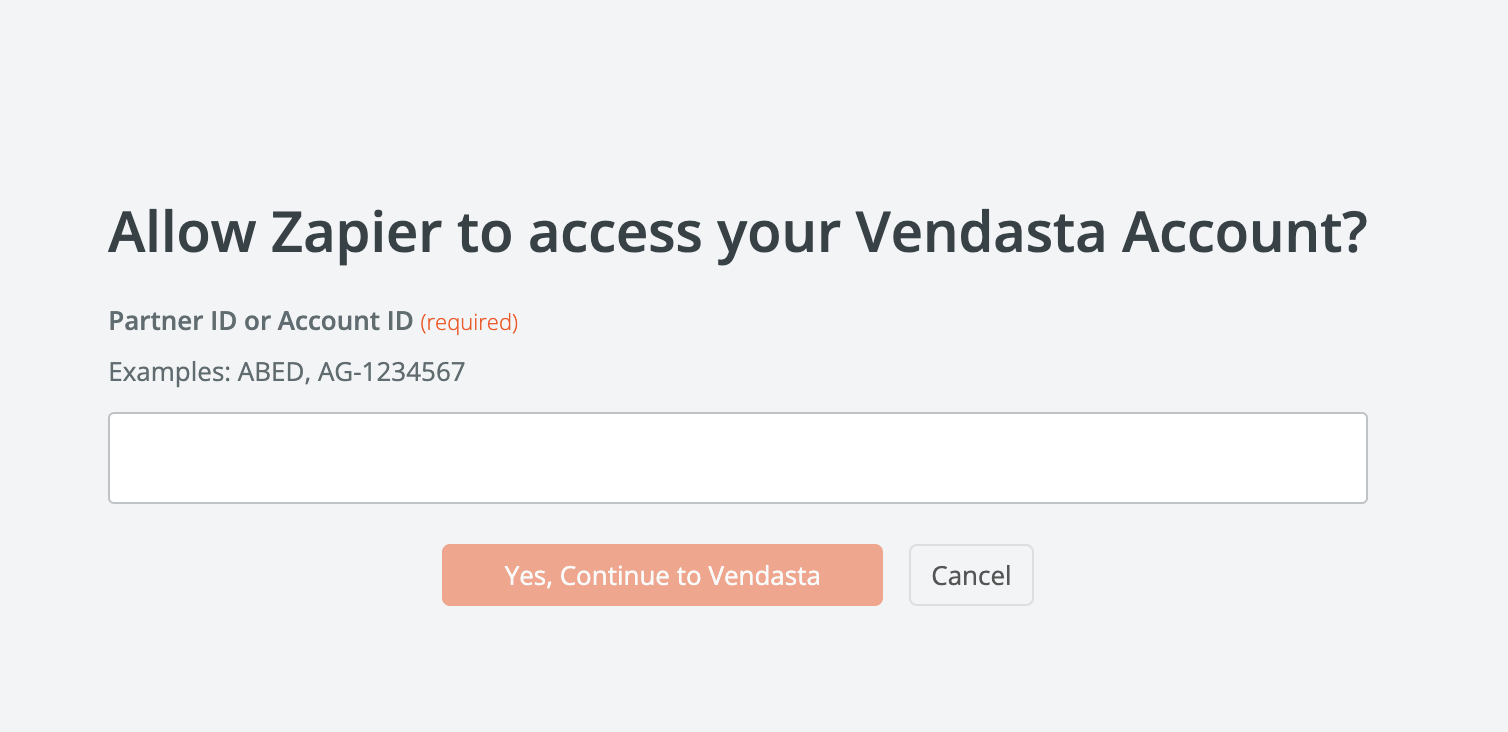 Allow Zapier to access your Vendasta Account?
Partner ID or Account ID (required)
Examples: ABED, AG-1234567
Yes, Continue to Vendasta
Cancel